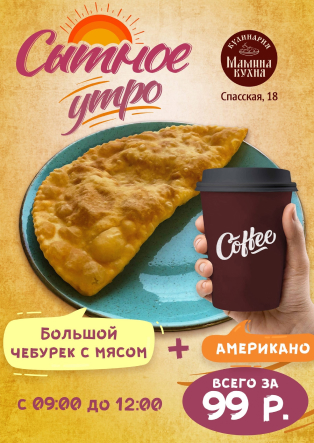 Сытное
утро
КУЛИНАРИЯ
МАМИНА
КУХНЯ
Спасская, 18
Coffee
БОЛЬШОЙ
ЧЕБУРЕК С МЯСОМ
+
АМЕРИКАНО
ВСЕГО ЗА
99 Р.
С 09:00 ДО 12:00